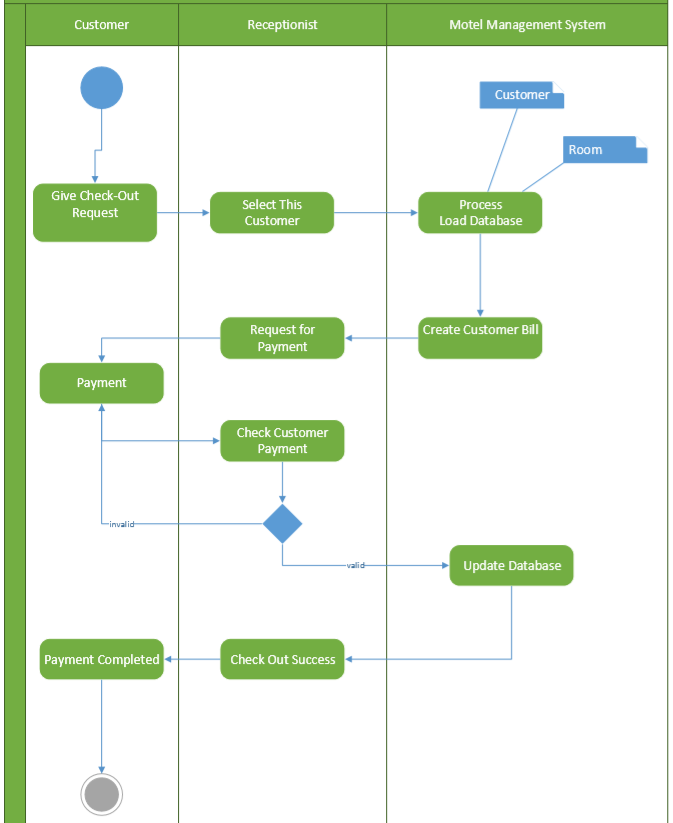 Customer
Receptionist
Motel Management System
Customer
Room
Give Check-Out
Request
Select This
Customer
Process
Load Database
Request for
Payment
Create Customer Bill
Payment
Check Customer
Payment
invalid
valid
Update Database
Payment Completed
Check Out Success